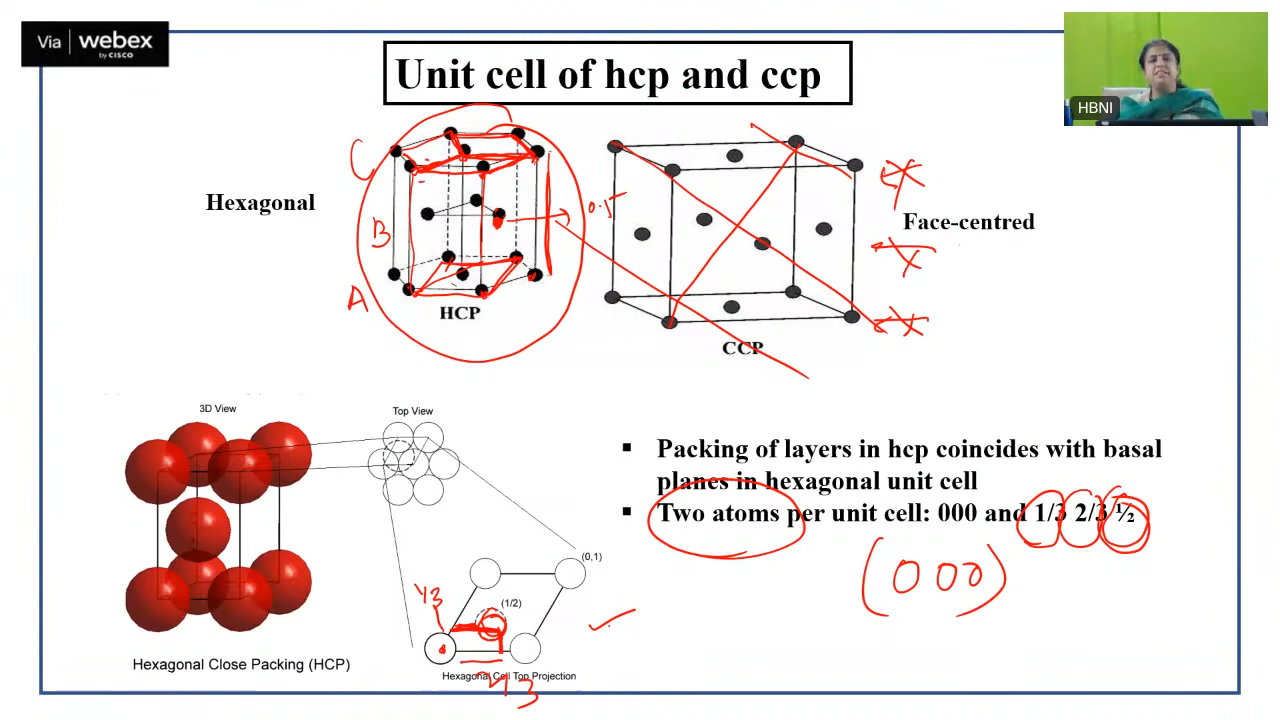 Via webex
by CISCO
Unit cell of hcp and ccp
HBNI
C
Hexagonal
B
0.5
Face-centred
A
HCP
CCP
3D View
Top View
Packing of layers in hcp coincides with basal
planes in hexagonal unit cell
Two atoms per unit cell: 000 and 1/3 2/3 ½
(000)
(0,1)
1/3
(1/2)
Hexagonal Close Packing (HCP)
Hexagonal Cell Top Projection